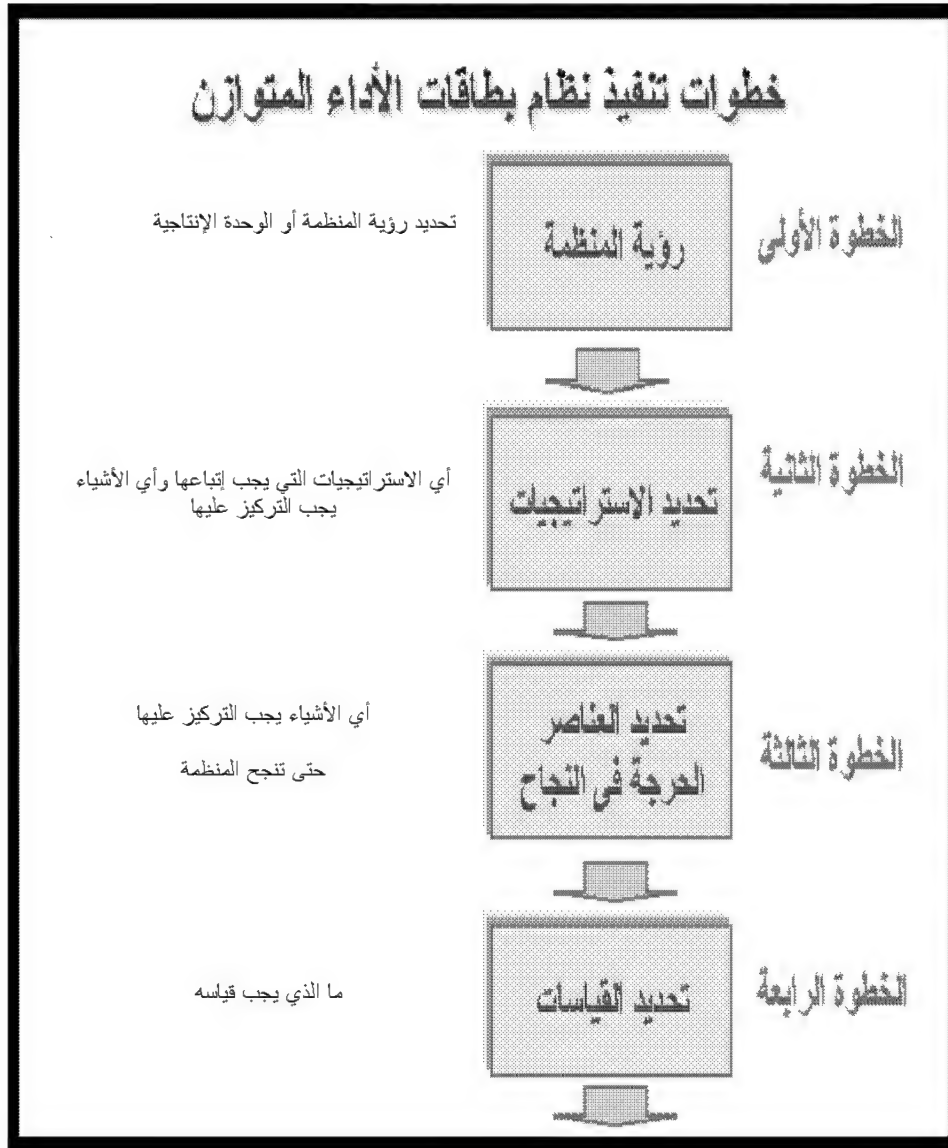 خطوات تنفيذ نظام بطاقات الأداء المتوازن
الخطوة الأولى
رؤية المنظمة
تحديد رؤية المنظمة أو الوحدة الإنتاجية
الخطوة الثانية
تحديد الاستراتيجيات
أي الاستراتيجيات التي يجب إتباعها وأي الأشياء
يجب التركيز عليها
الخطوة الثالثة
تحديد العناصر
الحرجة في النجاح
أي الأشياء يجب التركيز عليها
حتى تنجح المنظمة
الخطوة الرابعة
تحديد القياسات
ما الذي يجب قياسه